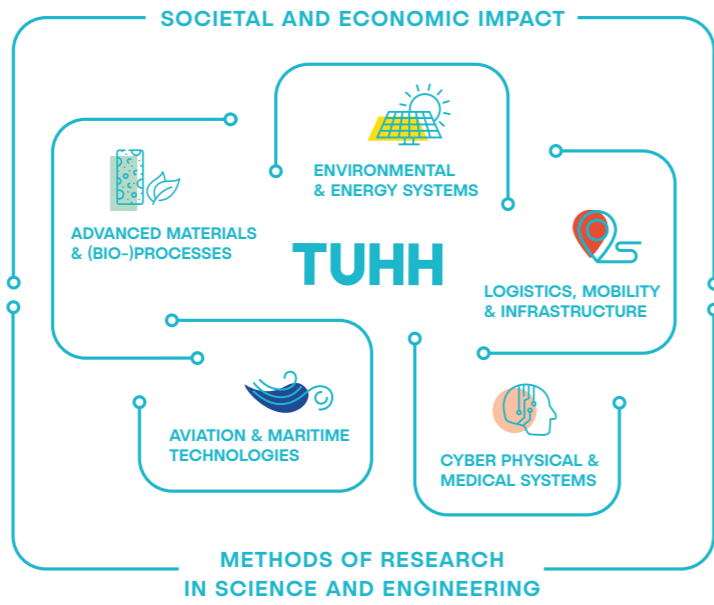 SOCIETAL AND ECONOMIC IMPACT
ENVIRONMENTAL
& ENERGY SYSTEMS
ADVANCED MATERIALS
& (BIO-)PROCESSES
TUHH
LOGISTICS, MOBILITY
& INFRASTRUCTURE
AVIATION & MARITIME
TECHNOLOGIES
CYBER PHYSICAL &
MEDICAL SYSTEMS
METHODS OF RESEARCH
IN SCIENCE AND ENGINEERING